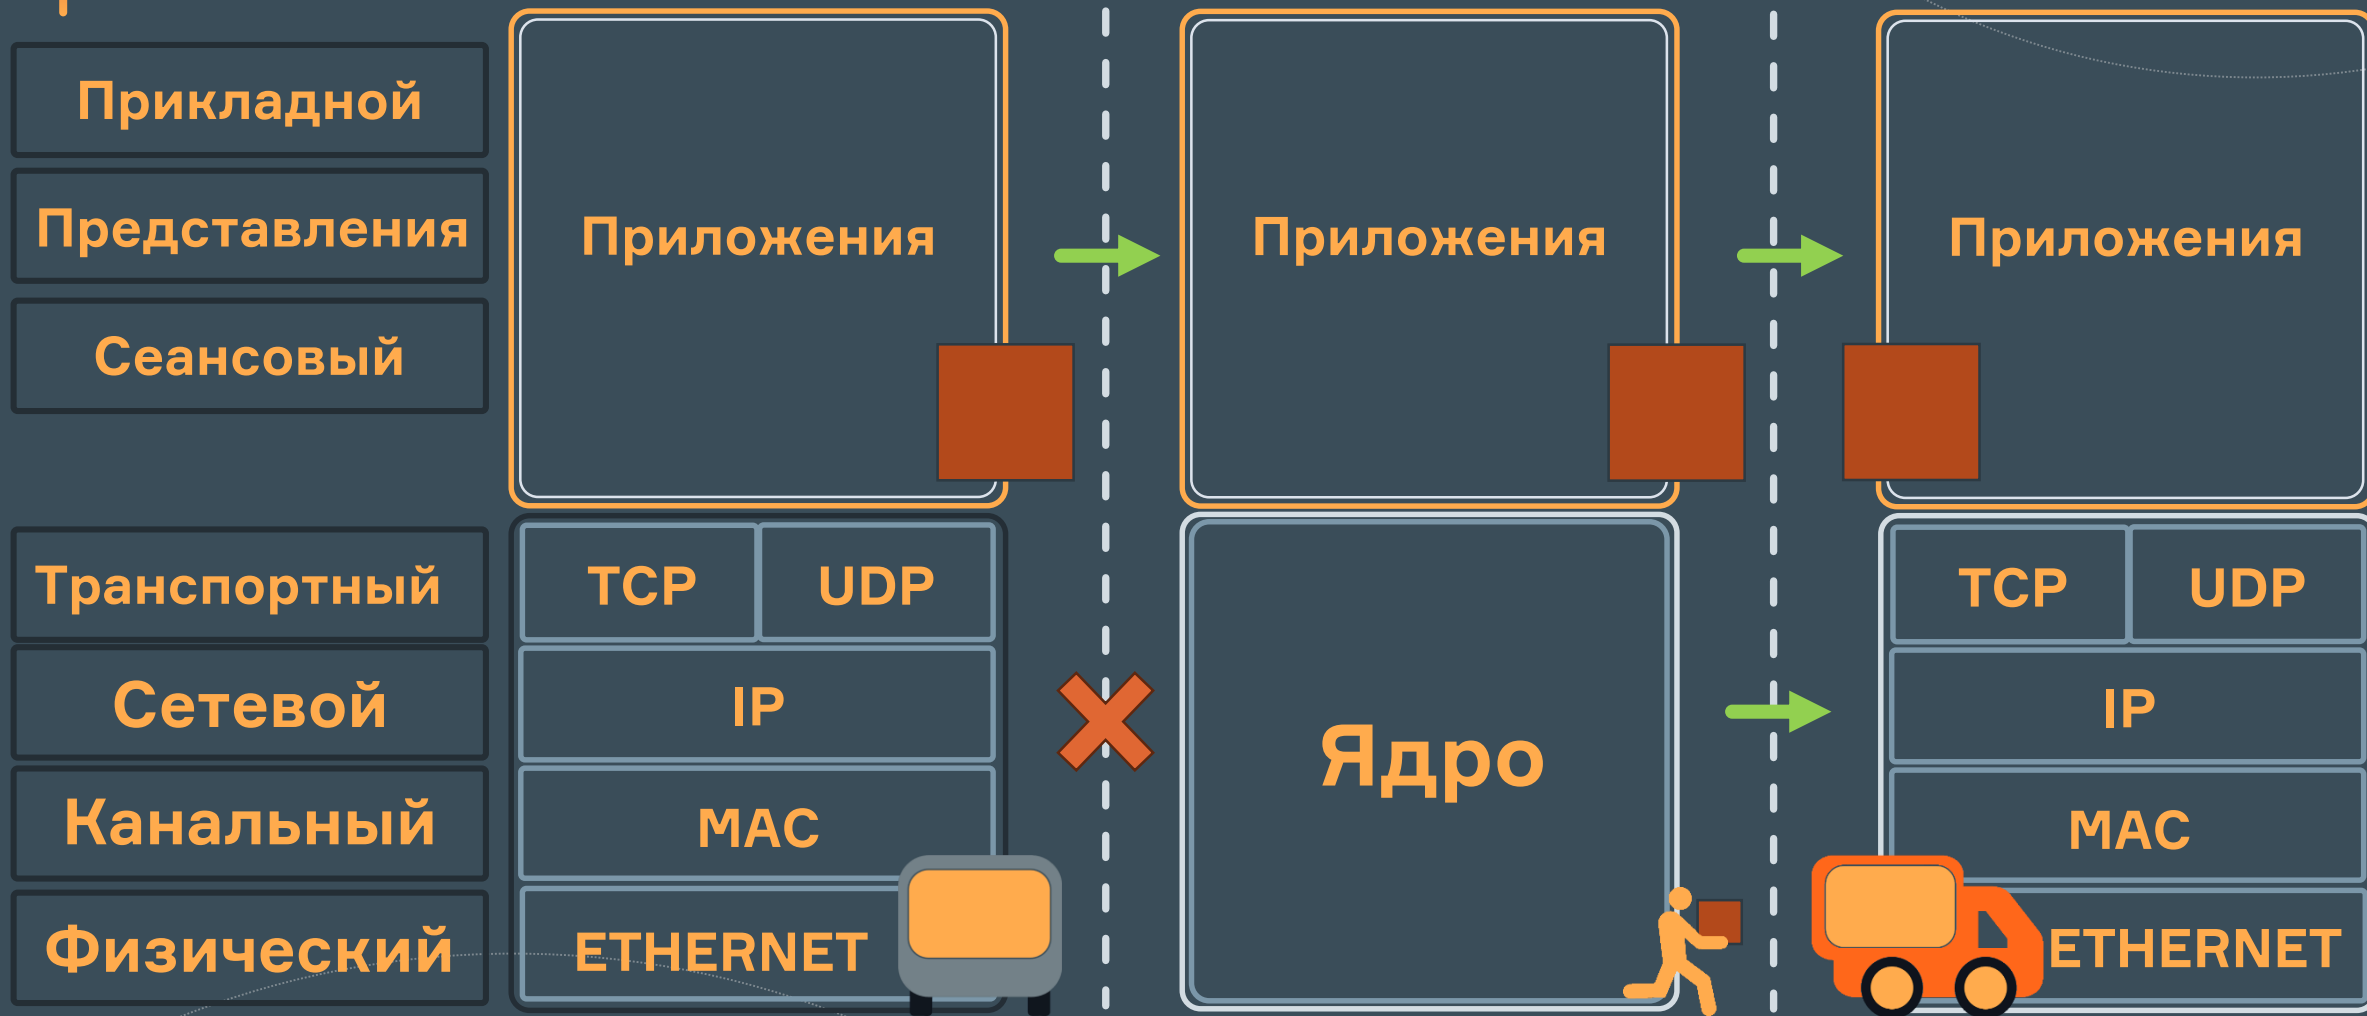 Прикладной
Представления
Сеансовый
Транспортный
Сетевой
Канальный
Физический
Приложения
TCP
UDP
IP
MAC
ETHERNET
Приложения
Ядро
Приложения
TCP
UDP
IP
MAC
ETHERNET